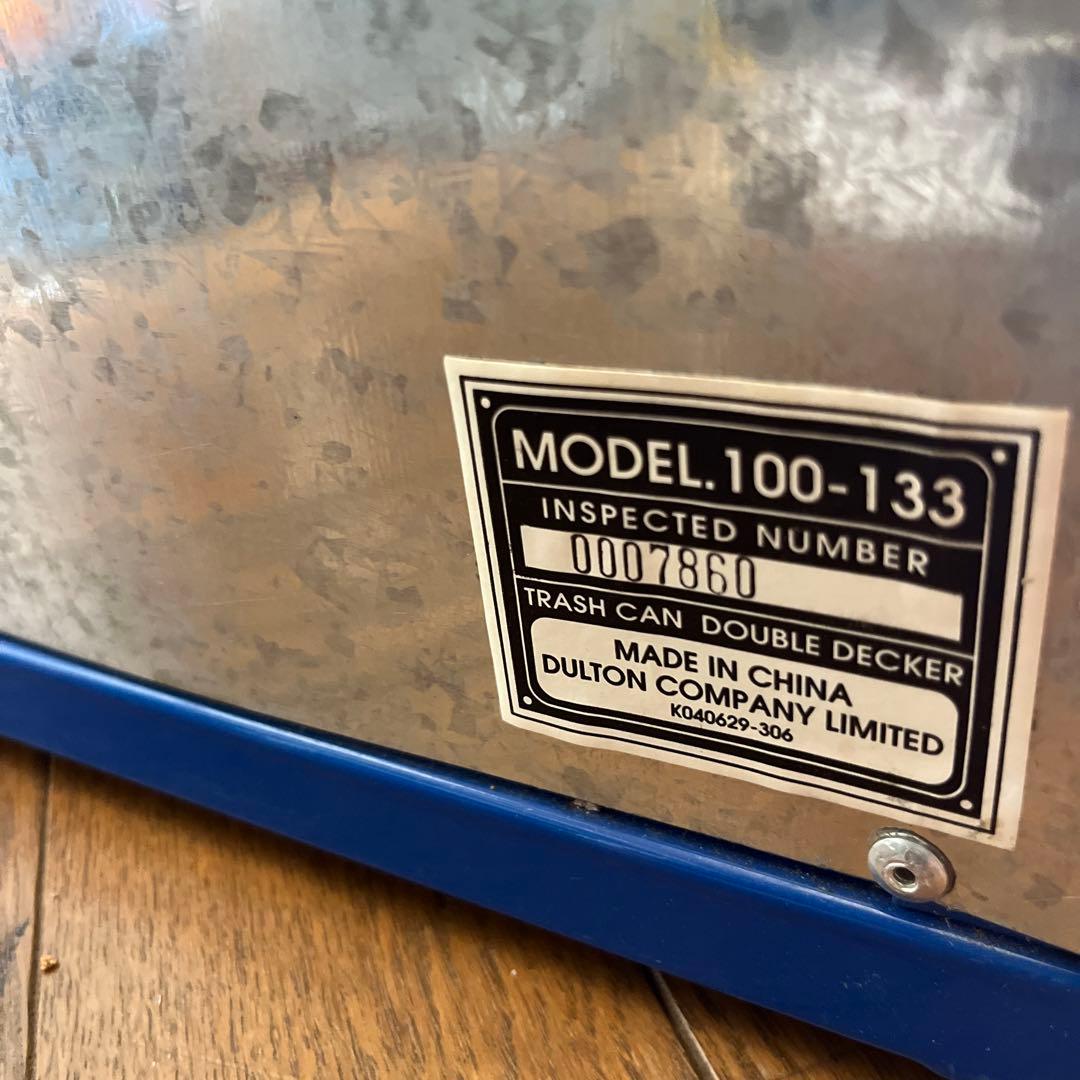 MODEL.100-133
INSPECTED NUMBER
0007860
TRASH CAN DOUBLE DECKER
MADE IN CHINA
DULTON COMPANY LIMITED
K040629-306